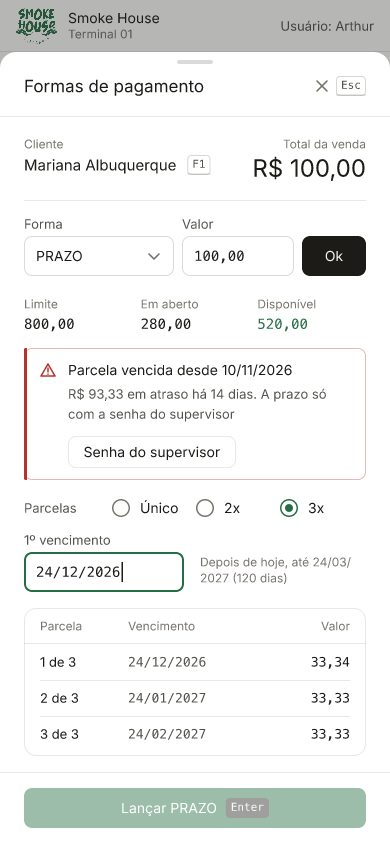 SMOKE
HOUSE
Smoke House
Terminal 01
Usuário: Arthur
Formas de pagamento
Esc
Cliente
Total da venda
Mariana Albuquerque F1
R$ 100,00
Forma
Valor
PRAZO
100,00
Ok
Limite
Em aberto
Disponível
800,00
280,00
520,00
Parcela vencida desde 10/11/2026
R$ 93,33 em atraso há 14 dias. A prazo só
com a senha do supervisor
Senha do supervisor
Parcelas
Único
2x
3x
1º vencimento
24/12/2026
Depois de hoje, até 24/03/
2027 (120 dias)
Parcela Vencimento Valor
1 de 3 24/12/2026 33,34
2 de 3 24/01/2027 33,33
3 de 3 24/02/2027 33,33
Lançar PRAZO Enter